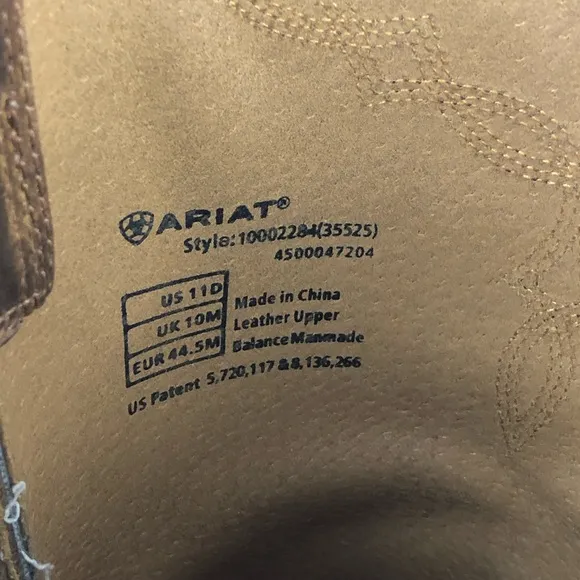 ARIAT®
Style:10002284(35525)
4500047204
US 11D
UK 10M
EUR 44.5M
Made in China
Leather Upper
Balance Manmade
US Patent 5,720,117 & 8,136,266